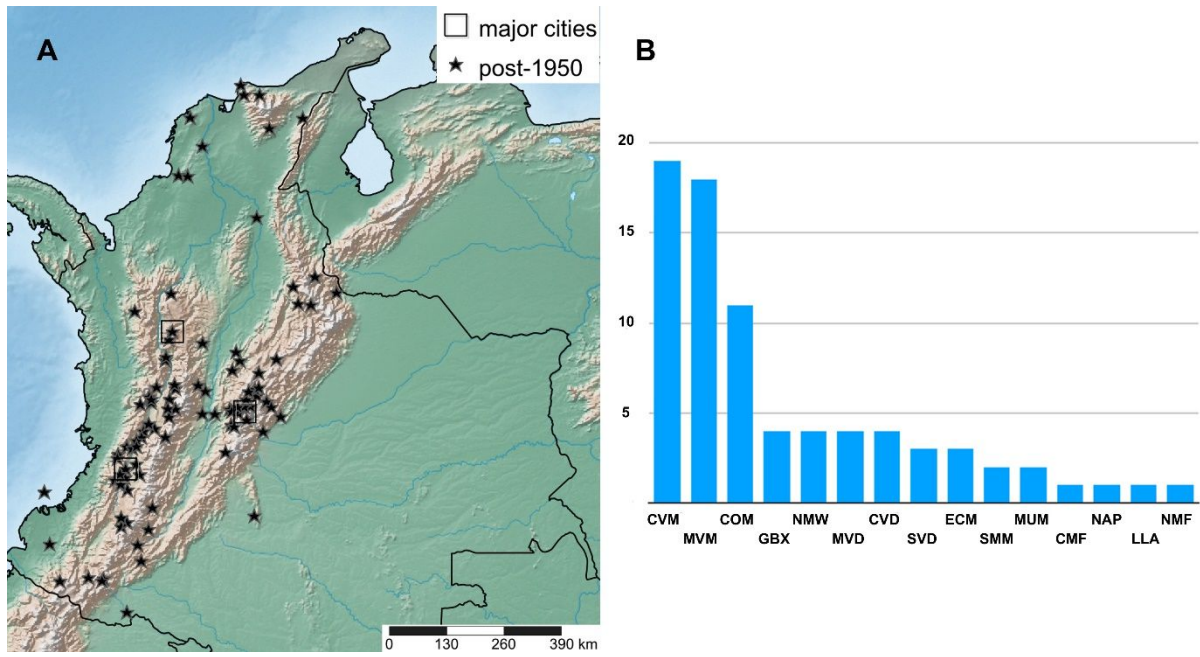 A
major cities
post-1950
0 130 260 390 km
B
20
15
10
5
CVM COM NMW CVD ECM MUM NAP NMF
MVM GBX MVD SVD SMM CMF LLA